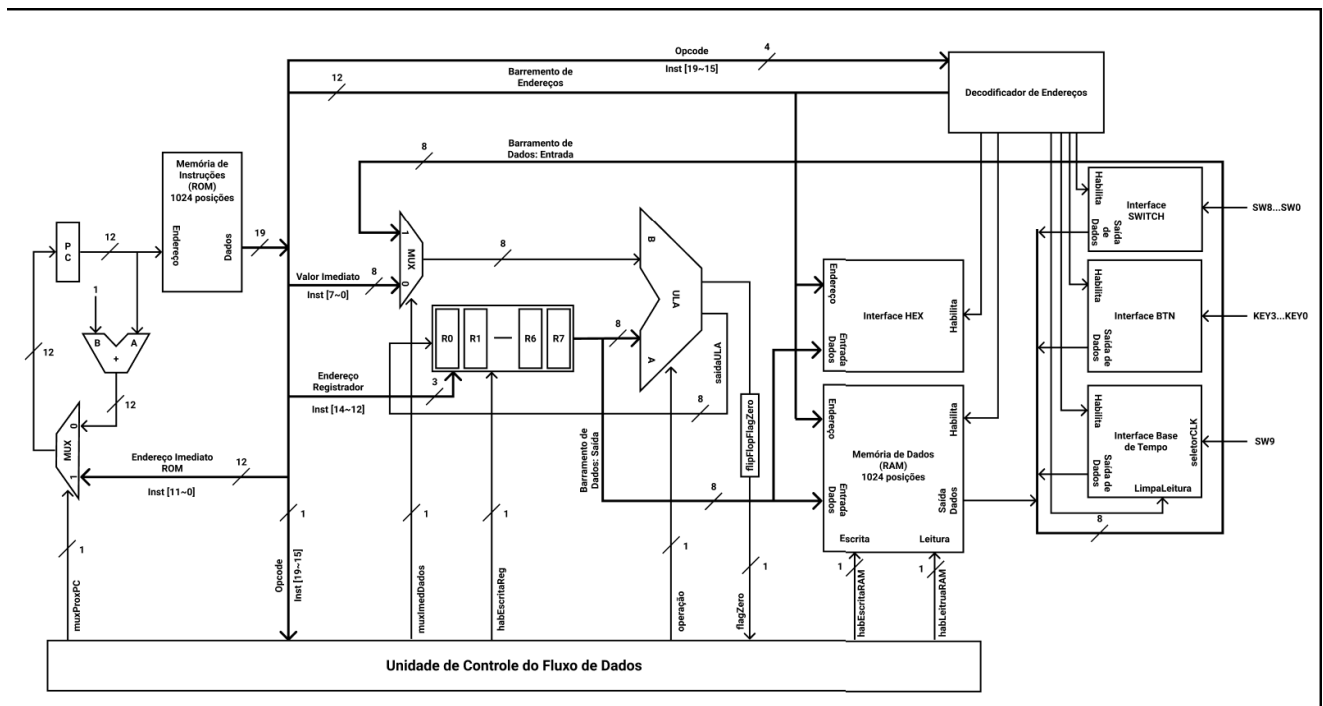 Opcode
4
Inst [19~15]
12
Barremento de
Endereços
Decodificador de Endereços
8
Barramento de
Dados: Entrada
Memória de
Instruções
(ROM)
1024 posições
Endereço
Dados
19
PC
12
1
B
A
+
12
12
MUX
0
1
Endereço Imediato
ROM
12
Inst [11~0]
Valor Imediato
8
Inst [7~0]
1
MUX
0
8
R0
R1
R6
R7
Endereço
Registrador
3
Inst [14~12]
8
B
ULA
A
saidaULA
8
flipFlopFlagZero
Barramento de
Dados: Saída
8
Endereço
Interface HEX
Habilita
Entrada
Dados
Endereço
Habilita
Memória de Dados
(RAM)
1024 posições
Entrada
Dados
Saída
Dados
Escrita
Leitura
Habilita
Interface
SWITCH
Saída
de
Dados
SW8...SW0
Habilita
Interface BTN
Saída de
Dados
KEY3...KEY0
Habilita
Interface Base
de Tempo
Saída de
Dados
seletorCLK
LimpaLeitura
SW9
8
1
muxProxPC
Opcode
Inst [19~15]
1
muxImedDados
1
habEscritaReg
1
operação
1
flagZero
1
habEscritaRAM
1
habLeitruaRAM
1
Unidade de Controle do Fluxo de Dados